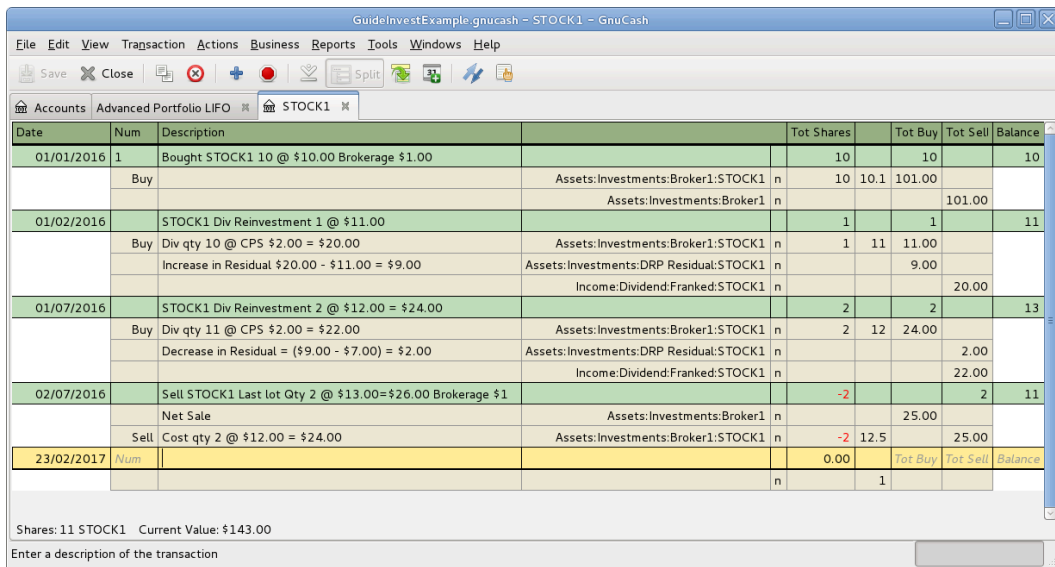 GuideInvestExample.gnucash - STOCK1 - GnuCash
File Edit View Transaction Actions Business Reports Tools Windows Help
Save Close Split
Accounts Advanced Portfolio LIFO STOCK1
Date Num Description Tot Shares Tot Buy Tot Sell Balance
01/01/2016 1 Bought STOCK1 10 @ $10.00 Brokerage $1.00 10 10 10
Buy Assets:Investments:Broker1:STOCK1 n 10 10.1 101.00
Assets:Investments:Broker1 n 101.00
01/02/2016 STOCK1 Div Reinvestment 1 @ $11.00 1 1 11
Buy Div qty 10 @ CPS $2.00 = $20.00 Assets:Investments:Broker1:STOCK1 n 1 11 11.00
Increase in Residual $20.00 - $11.00 = $9.00 Assets:Investments:DRP Residual:STOCK1 n 9.00
Income:Dividend:Franked:STOCK1 n 20.00
01/07/2016 STOCK1 Div Reinvestment 2 @ $12.00 = $24.00 2 2 13
Buy Div qty 11 @ CPS $2.00 = $22.00 Assets:Investments:Broker1:STOCK1 n 2 12 24.00
Decrease in Residual = ($9.00 - $7.00) = $2.00 Assets:Investments:DRP Residual:STOCK1 n 2.00
Income:Dividend:Franked:STOCK1 n 22.00
02/07/2016 Sell STOCK1 Last lot Qty 2 @ $13.00=$26.00 Brokerage $1 -2 2 11
Net Sale Assets:Investments:Broker1 n 25.00
Sell Cost qty 2 @ $12.00 = $24.00 Assets:Investments:Broker1:STOCK1 n -2 12.5 25.00
23/02/2017 Num 0.00 Tot Buy Tot Sell Balance
n 1
Shares: 11 STOCK1 Current Value: $143.00
Enter a description of the transaction